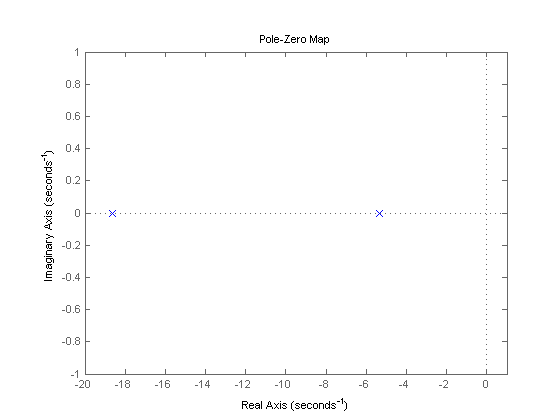 Pole-Zero Map
1
0.8
0.6
0.4
0.2
0
-0.2
-0.4
-0.6
-0.8
-1
Imaginary Axis (seconds⁻¹)
-20 -18 -16 -14 -12 -10 -8 -6 -4 -2 0
Real Axis (seconds⁻¹)